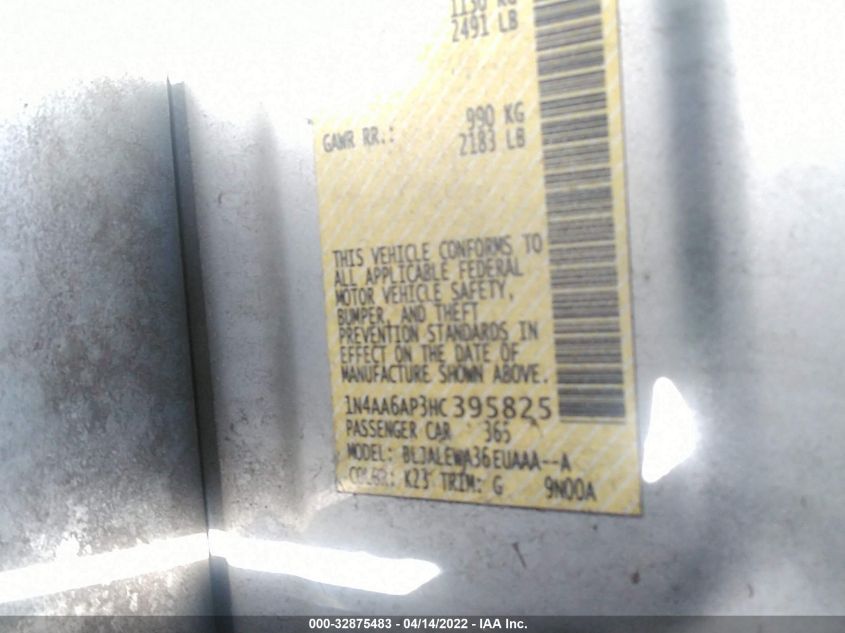 2491 LB
GAWR RR.: 990 KG
2183 LB
THIS VEHICLE CONFORMS TO
ALL APPLICABLE FEDERAL
MOTOR VEHICLE SAFETY,
BUMPER, AND THEFT
PREVENTION STANDARDS IN
EFFECT ON THE DATE OF
MANUFACTURE SHOWN ABOVE.
1N4AA6AP3HC395825
PASSENGER CAR 365
MODEL: BLJALEWA36EUAAA--A
COLOR: K23 TRIM: G 9N00A
000-32875483 - 04/14/2022 - IAA Inc.